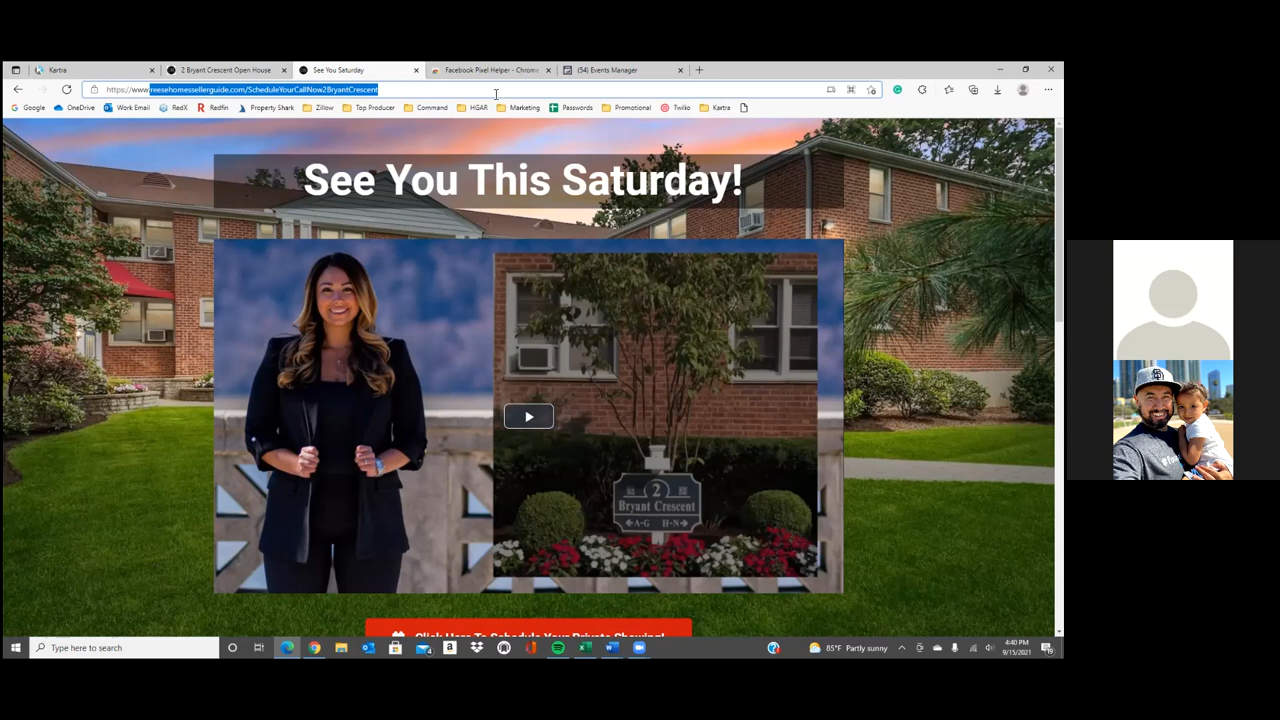 Kartra
2 Bryant Crescent Open House
See You Saturday
Facebook Pixel Helper - Chrome
(54) Events Manager
https://www.reesehomessellerguide.com/ScheduleYourCallNow2BryantCrescent
Google
OneDrive
Work Email
RedX
Redfin
Property Shark
Zillow
Top Producer
Command
HGAR
Marketing
Passwords
Promotional
Twilio
Kartra
See You This Saturday!
2
Bryant Crescent
A-G H-N
Click Here To Schedule Your Private Showing!
Type here to search
85°F Partly sunny
4:40 PM
9/15/2021